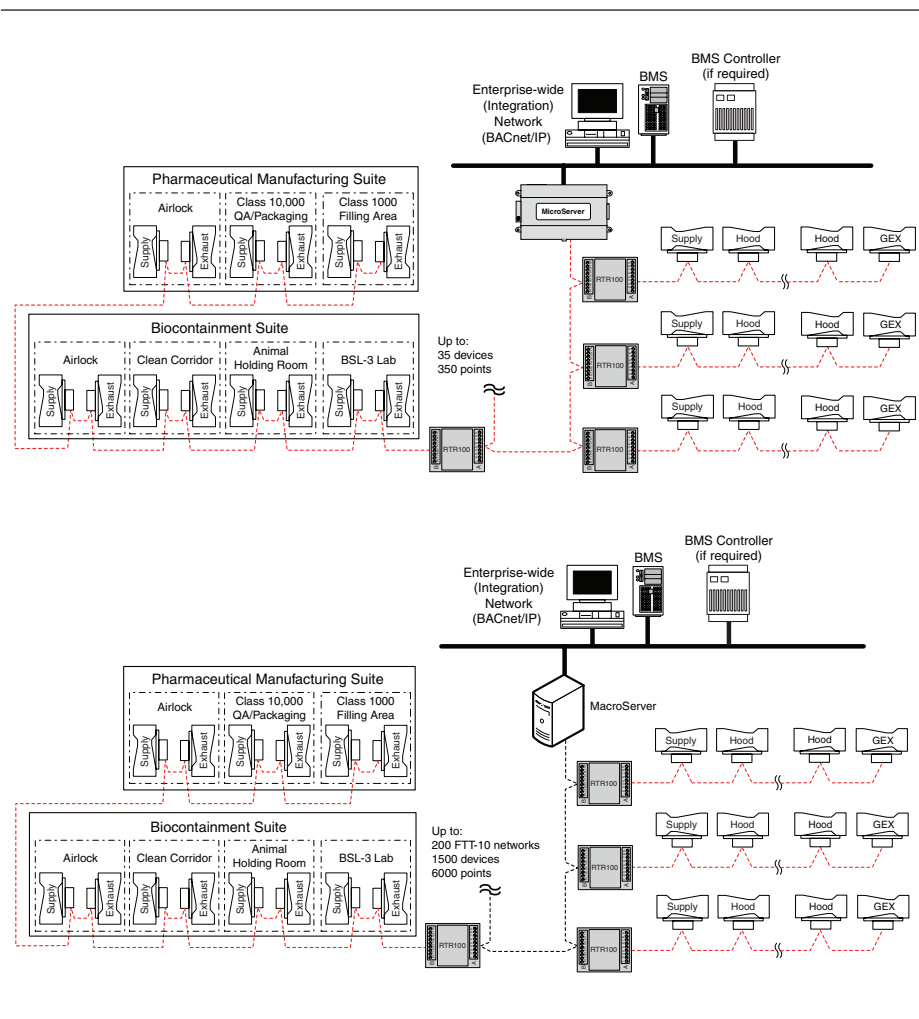 BMS Controller
(if required)
BMS
Enterprise-wide
(Integration)
Network
(BACnet/IP)
Pharmaceutical Manufacturing Suite
Airlock
Class 10,000
QA/Packaging
Class 1000
Filling Area
Supply
Exhaust
Supply
Exhaust
Supply
Exhaust
MicroServer
Supply
Hood
Hood
GEX
B
RTR100
A
Biocontainment Suite
Airlock
Clean Corridor
Animal
Holding Room
BSL-3 Lab
Supply
Exhaust
Supply
Exhaust
Supply
Exhaust
Supply
Exhaust
Up to:
35 devices
350 points
Supply
Hood
Hood
GEX
B
RTR100
A
Supply
Hood
Hood
GEX
B
RTR100
A
B
RTR100
A
BMS Controller
(if required)
BMS
Enterprise-wide
(Integration)
Network
(BACnet/IP)
Pharmaceutical Manufacturing Suite
Airlock
Class 10,000
QA/Packaging
Class 1000
Filling Area
Supply
Exhaust
Supply
Exhaust
Supply
Exhaust
MacroServer
Supply
Hood
Hood
GEX
B
RTR100
A
Biocontainment Suite
Airlock
Clean Corridor
Animal
Holding Room
BSL-3 Lab
Supply
Exhaust
Supply
Exhaust
Supply
Exhaust
Supply
Exhaust
Up to:
200 FTT-10 networks
1500 devices
6000 points
Supply
Hood
Hood
GEX
B
RTR100
A
Supply
Hood
Hood
GEX
B
RTR100
A
B
RTR100
A